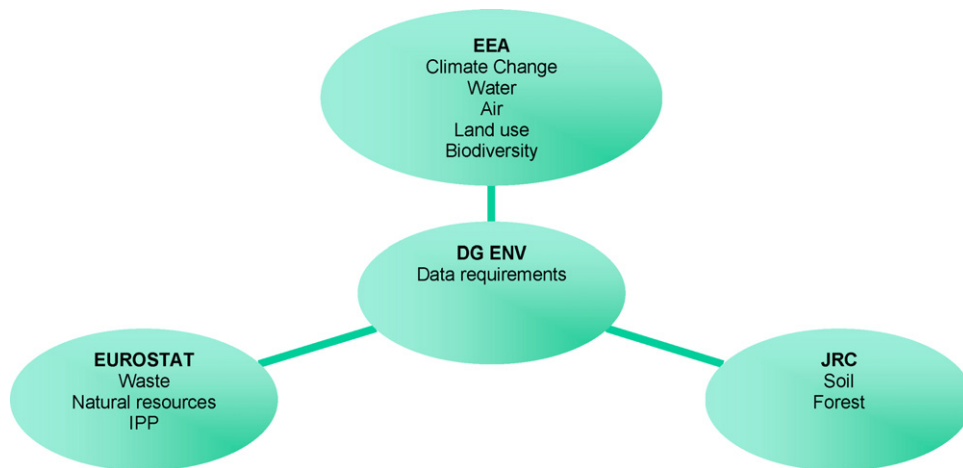 EEA
Climate Change
Water
Air
Land use
Biodiversity
DG ENV
Data requirements
EUROSTAT
Waste
Natural resources
IPP
JRC
Soil
Forest